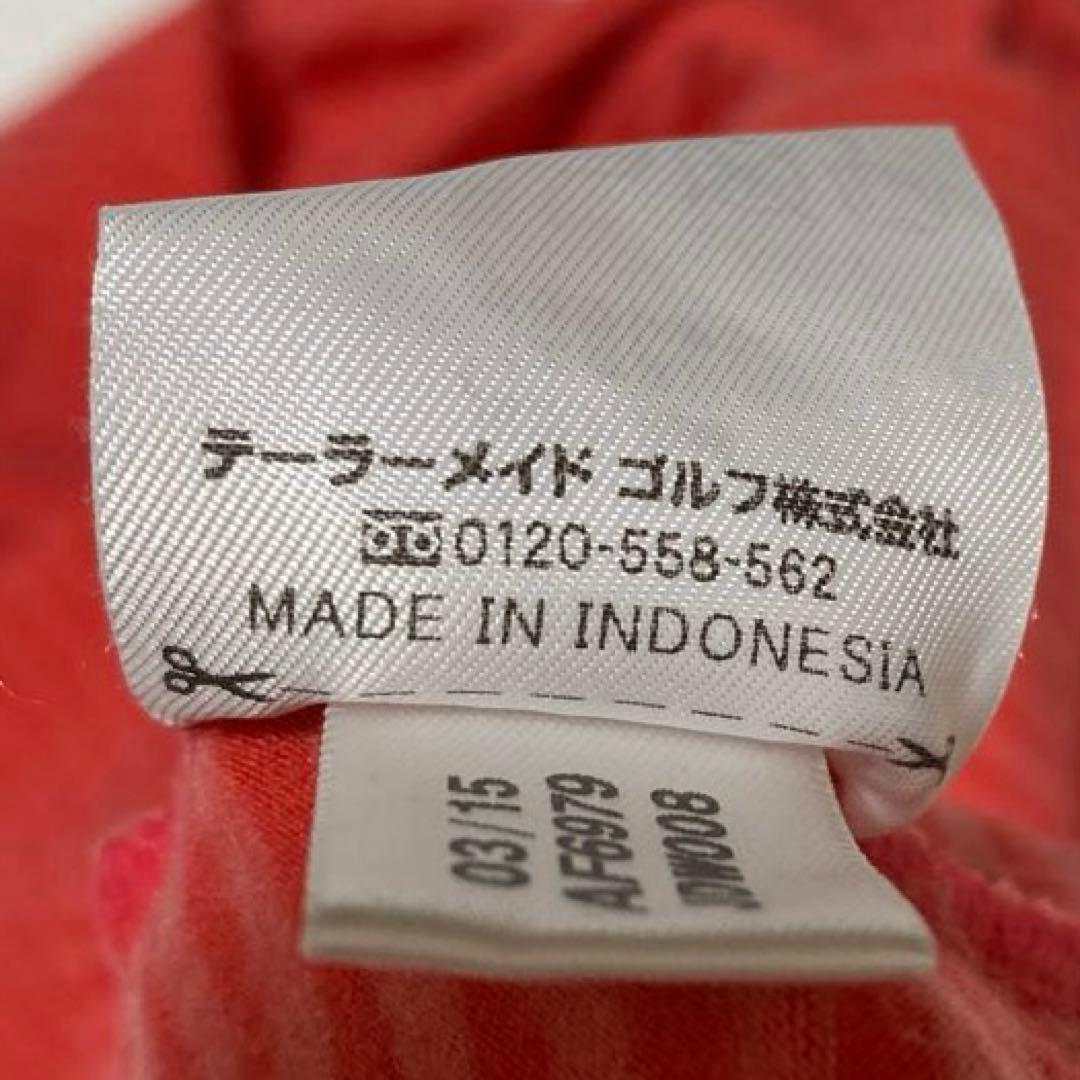 テーラーメイド ゴルフ株式会社
0120-558-562
MADE IN INDONESIA
03/15
AF6979
IDW008